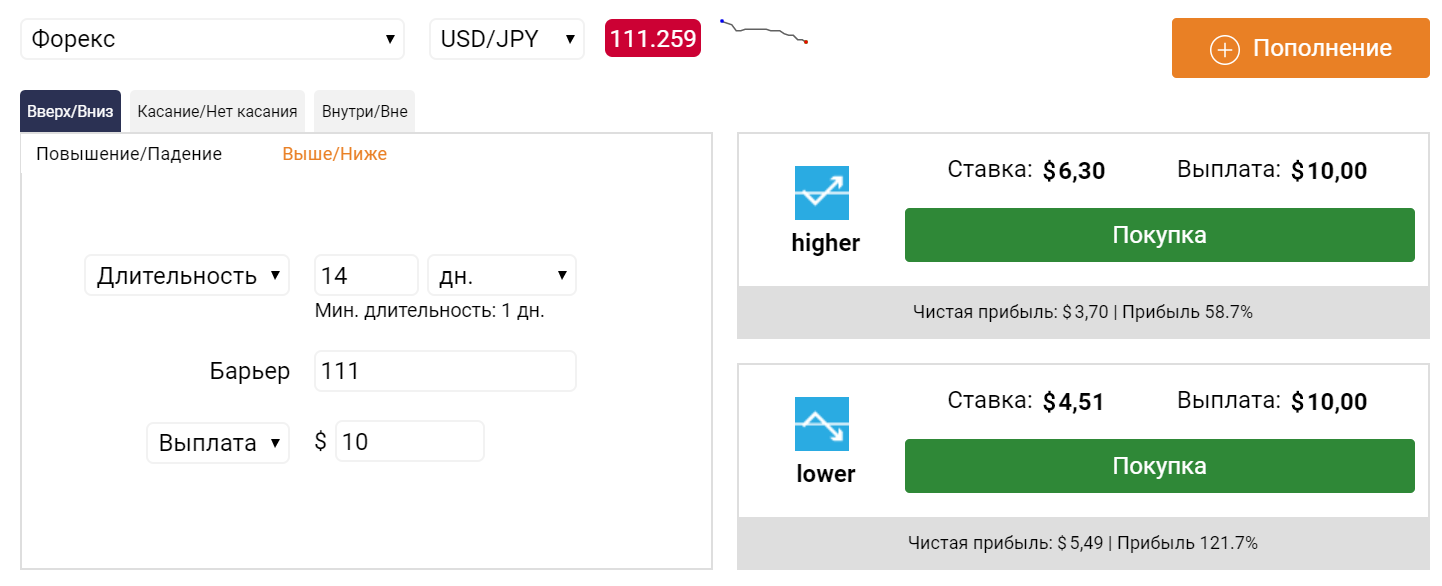 Форекс USD/JPY 111.259 Пополнение
Вверх/Вниз Касание/Нет касания Внутри/Вне
Повышение/Падение Выше/Ниже
Длительность 14 дн.
Мин. длительность: 1 дн.
Барьер 111
Выплата $ 10
Ставка: $6,30 Выплата: $10,00
higher Покупка
Чистая прибыль: $3,70 | Прибыль 58.7%
Ставка: $4,51 Выплата: $10,00
lower Покупка
Чистая прибыль: $5,49 | Прибыль 121.7%